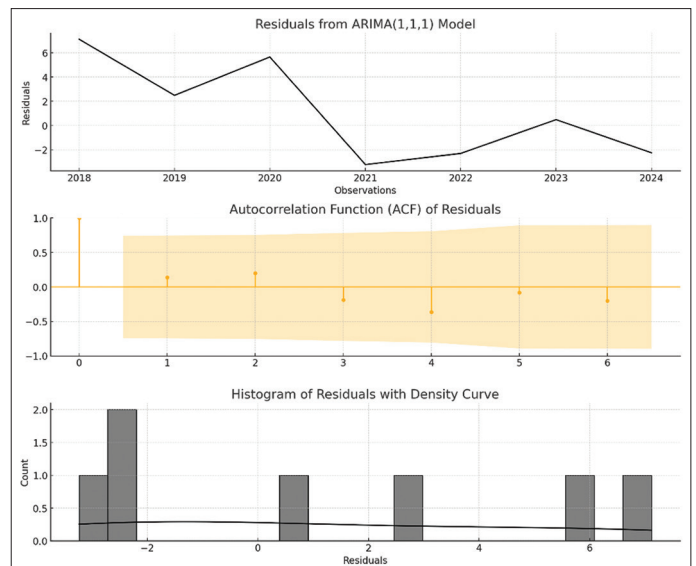 Residuals from ARIMA(1,1,1) Model
Residuals
6
4
2
0
−2
2018 2019 2020 2021 2022 2023 2024
Observations
Autocorrelation Function (ACF) of Residuals
1.0
0.5
0.0
−0.5
−1.0
0 1 2 3 4 5 6
Histogram of Residuals with Density Curve
Count
2.0
1.5
1.0
0.5
0.0
−2 0 2 4 6
Residuals